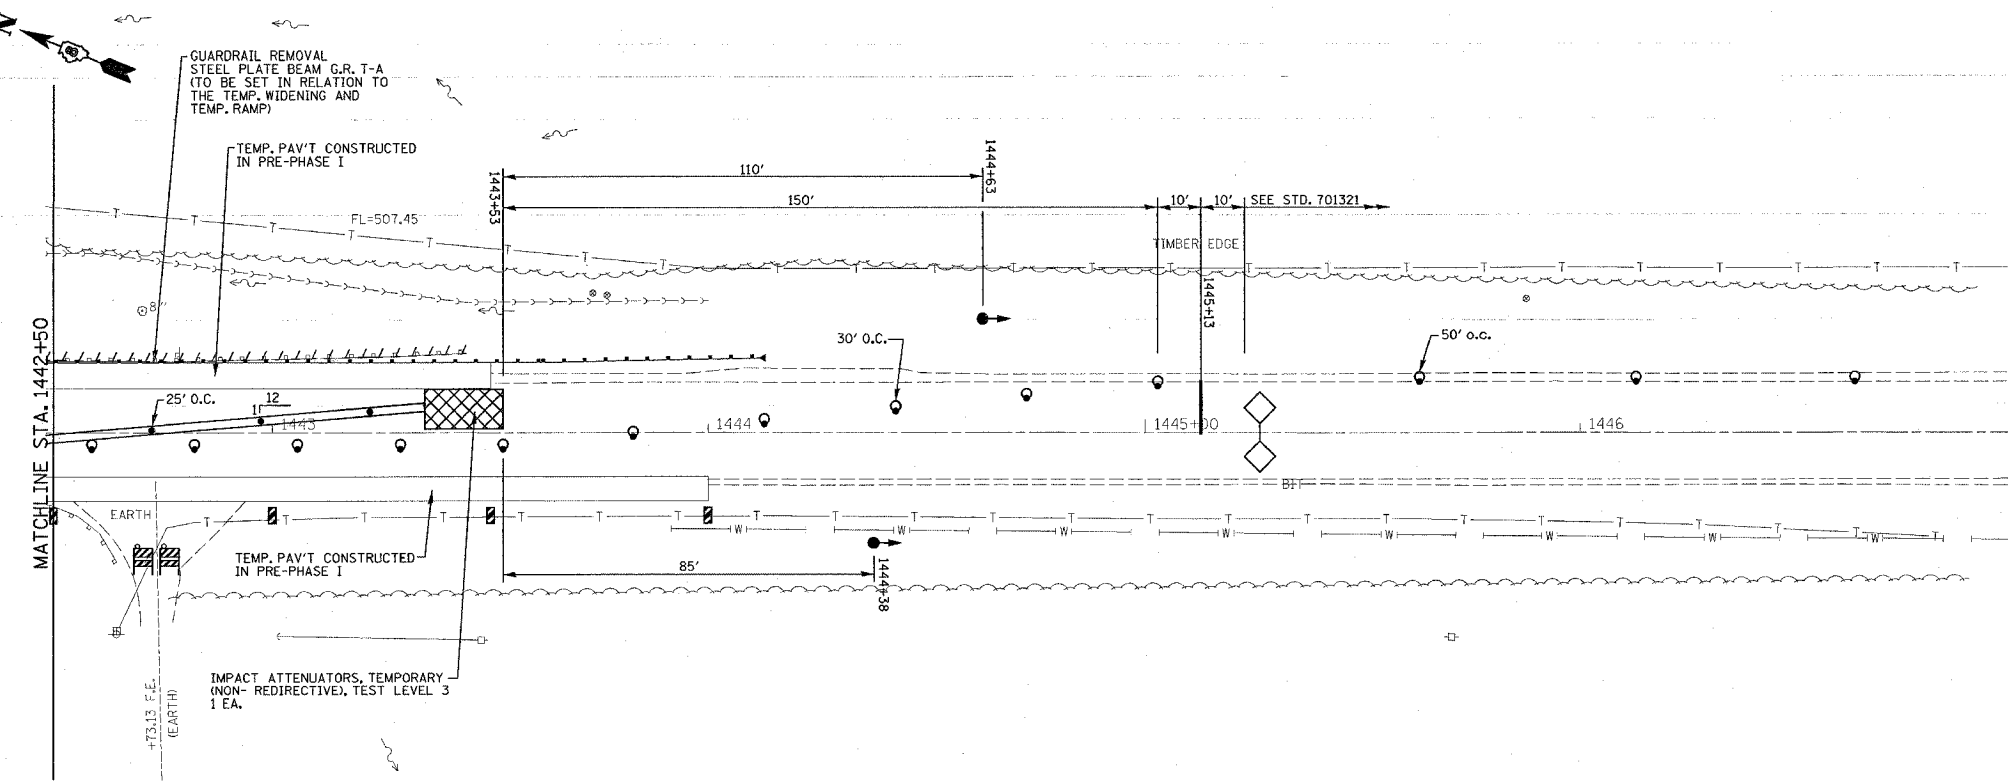 N
GUARDRAIL REMOVAL
STEEL PLATE BEAM G.R. T-A
(TO BE SET IN RELATION TO
THE TEMP. WIDENING AND
TEMP. RAMP)
TEMP. PAV'T CONSTRUCTED
IN PRE-PHASE I
110'
1444+63
1443+53
150'
10'
10'
SEE STD. 701321
FL=507.45
T T T T T T T T
TIMBER EDGE
T T T T T T T T T T T T T T T T
8"
1445+13
MATCHLINE STA. 1442+50
30' O.C.
50' O.C.
25' O.C.
12
1
1443
1444
1445+00
1446
BIT
EARTH
T T T T T T T T T T T T T T T T T T T T T T T
W W W W W W W W
TEMP. PAV'T CONSTRUCTED
IN PRE-PHASE I
85'
1444+38
IMPACT ATTENUATORS, TEMPORARY
(NON- REDIRECTIVE), TEST LEVEL 3
1 EA.
+73.13 F.E.
(EARTH)